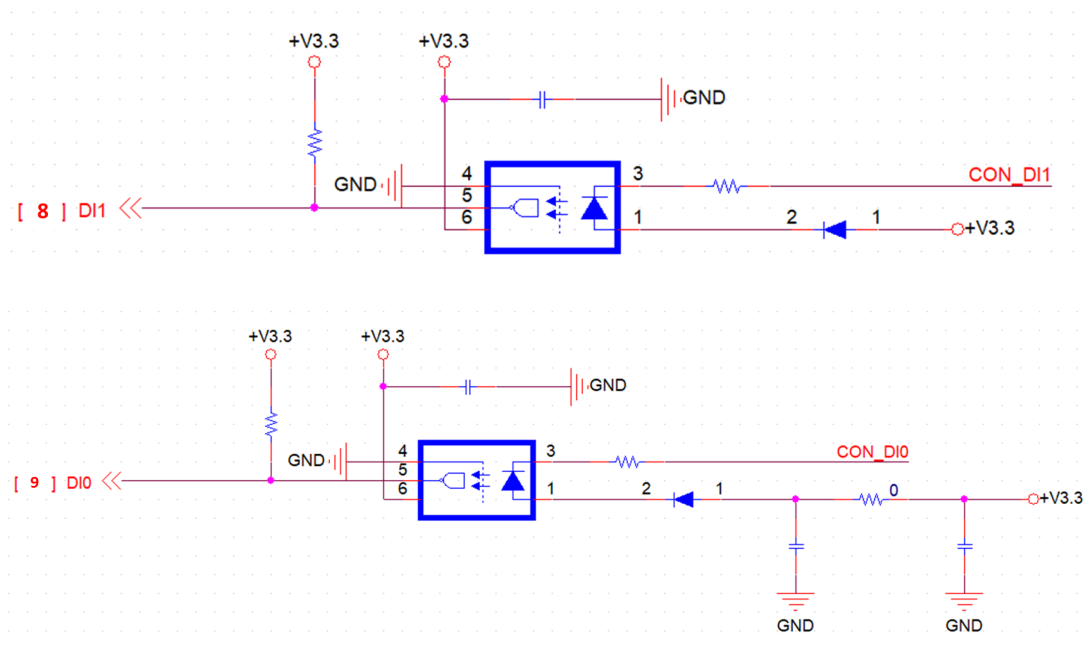 +V3.3 +V3.3
GND
4 3 CON_DI1
GND 5
[ 8 ] DI1 6 1 2 1 +V3.3
+V3.3 +V3.3
GND
4 3 CON_DI0
GND 5
[ 9 ] DI0 6 1 2 1 0 +V3.3
GND GND